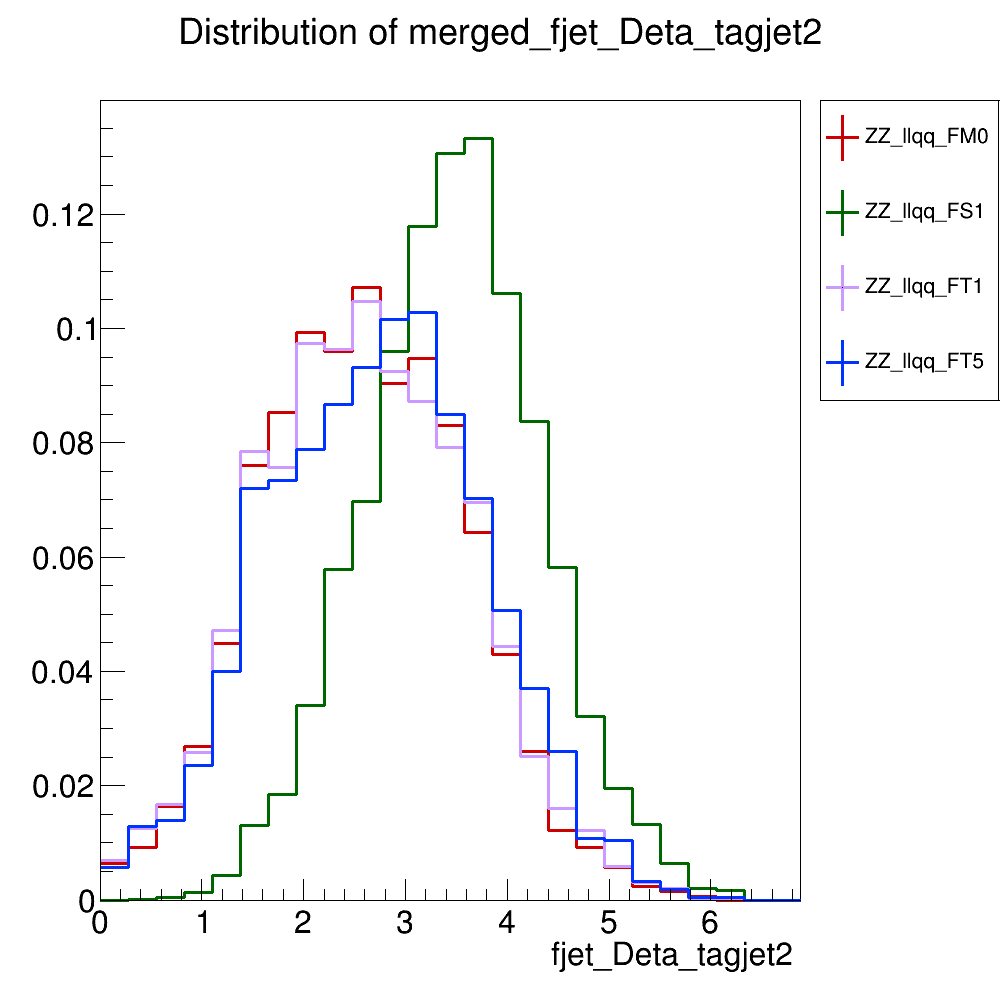 Distribution of merged_fjet_Deta_tagjet2
ZZ_llqq_FM0
ZZ_llqq_FS1
ZZ_llqq_FT1
ZZ_llqq_FT5
0.12
0.1
0.08
0.06
0.04
0.02
0
0 1 2 3 4 5 6
fjet_Deta_tagjet2